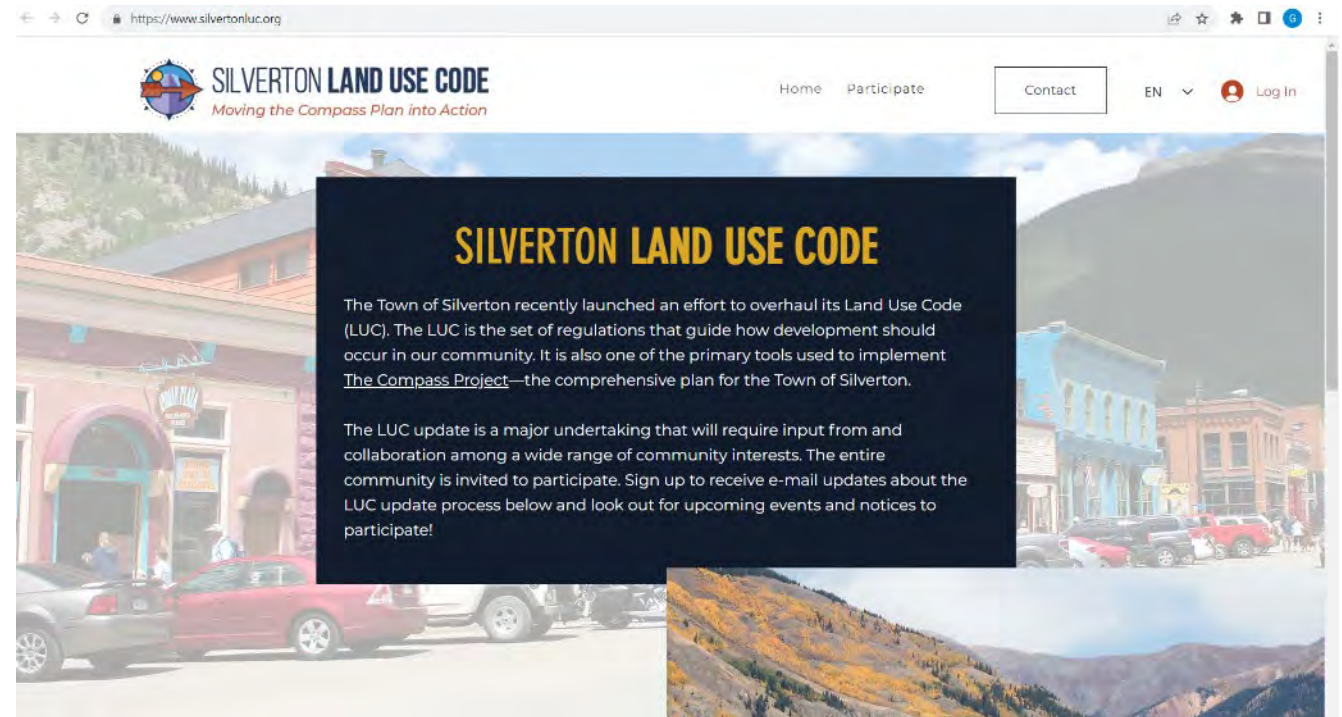 https://www.silvertonluc.org
G
SILVERTON LAND USE CODE
Moving the Compass Plan into Action
Home
Participate
Contact
EN
Log In
SILVERTON LAND USE CODE
The Town of Silverton recently launched an effort to overhaul its Land Use Code
(LUC). The LUC is the set of regulations that guide how development should
occur in our community. It is also one of the primary tools used to implement
The Compass Project—the comprehensive plan for the Town of Silverton.
The LUC update is a major undertaking that will require input from and
collaboration among a wide range of community interests. The entire
community is invited to participate. Sign up to receive e-mail updates about the
LUC update process below and look out for upcoming events and notices to
participate!